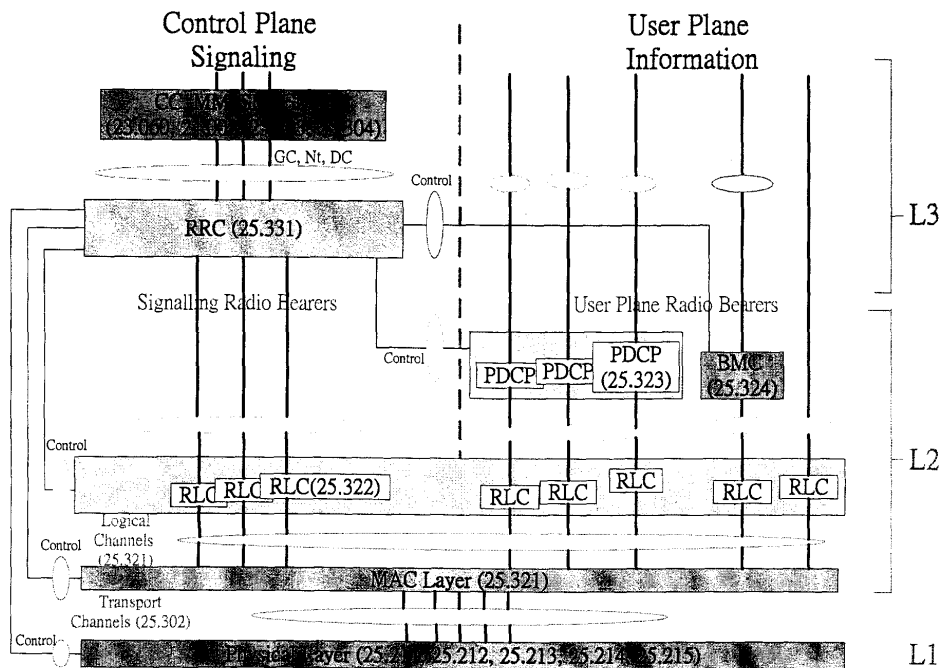 Control Plane
Signaling
User Plane
Information
GC, Nt, DC
Control
RRC (25.331)
L3
Signalling Radio Bearers
User Plane Radio Bearers
Control
PDCP
PDCP
PDCP
(25.323)
BMC
(25.324)
Control
L2
RLC
RLC
RLC(25.322)
RLC
RLC
RLC
RLC
RLC
Logical
Channels
(25.321)
Control
MAC Layer (25.321)
Transport
Channels (25.302)
Control
Physical Layer 25.212, 25.213, 25.214, 25.215)
L1